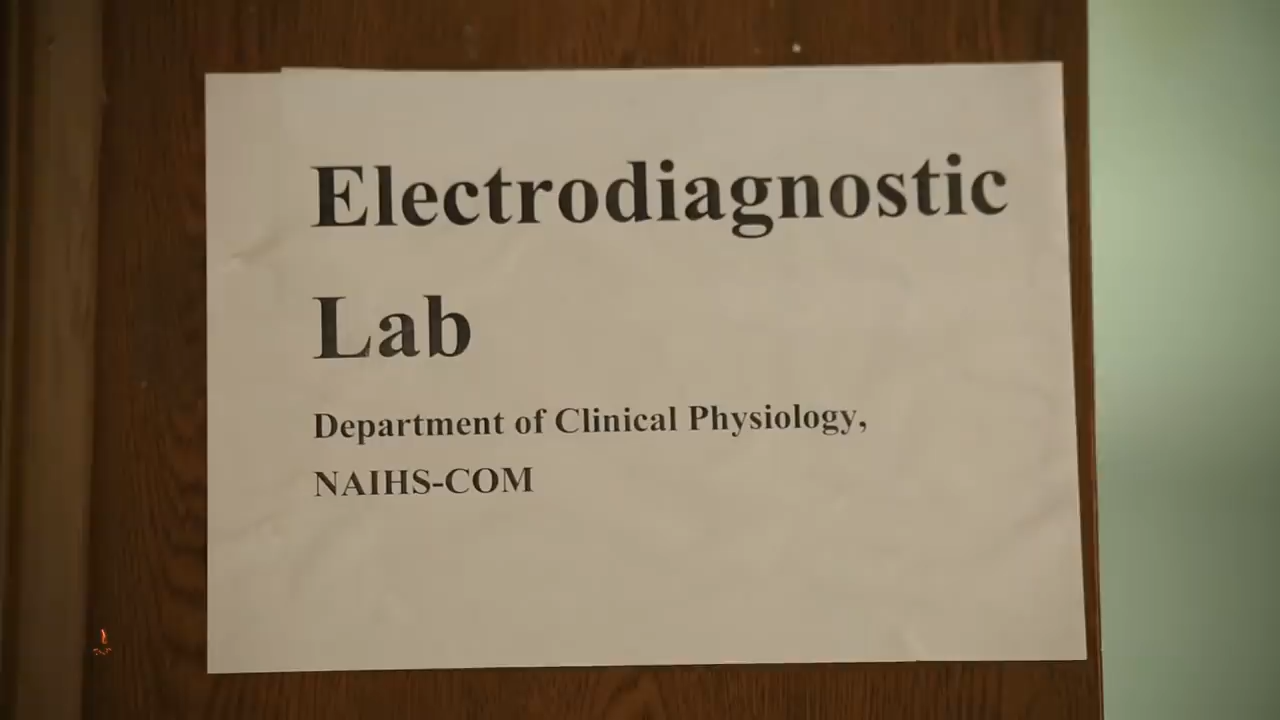 Electrodiagnostic
Lab
Department of Clinical Physiology,
NAIHS-COM